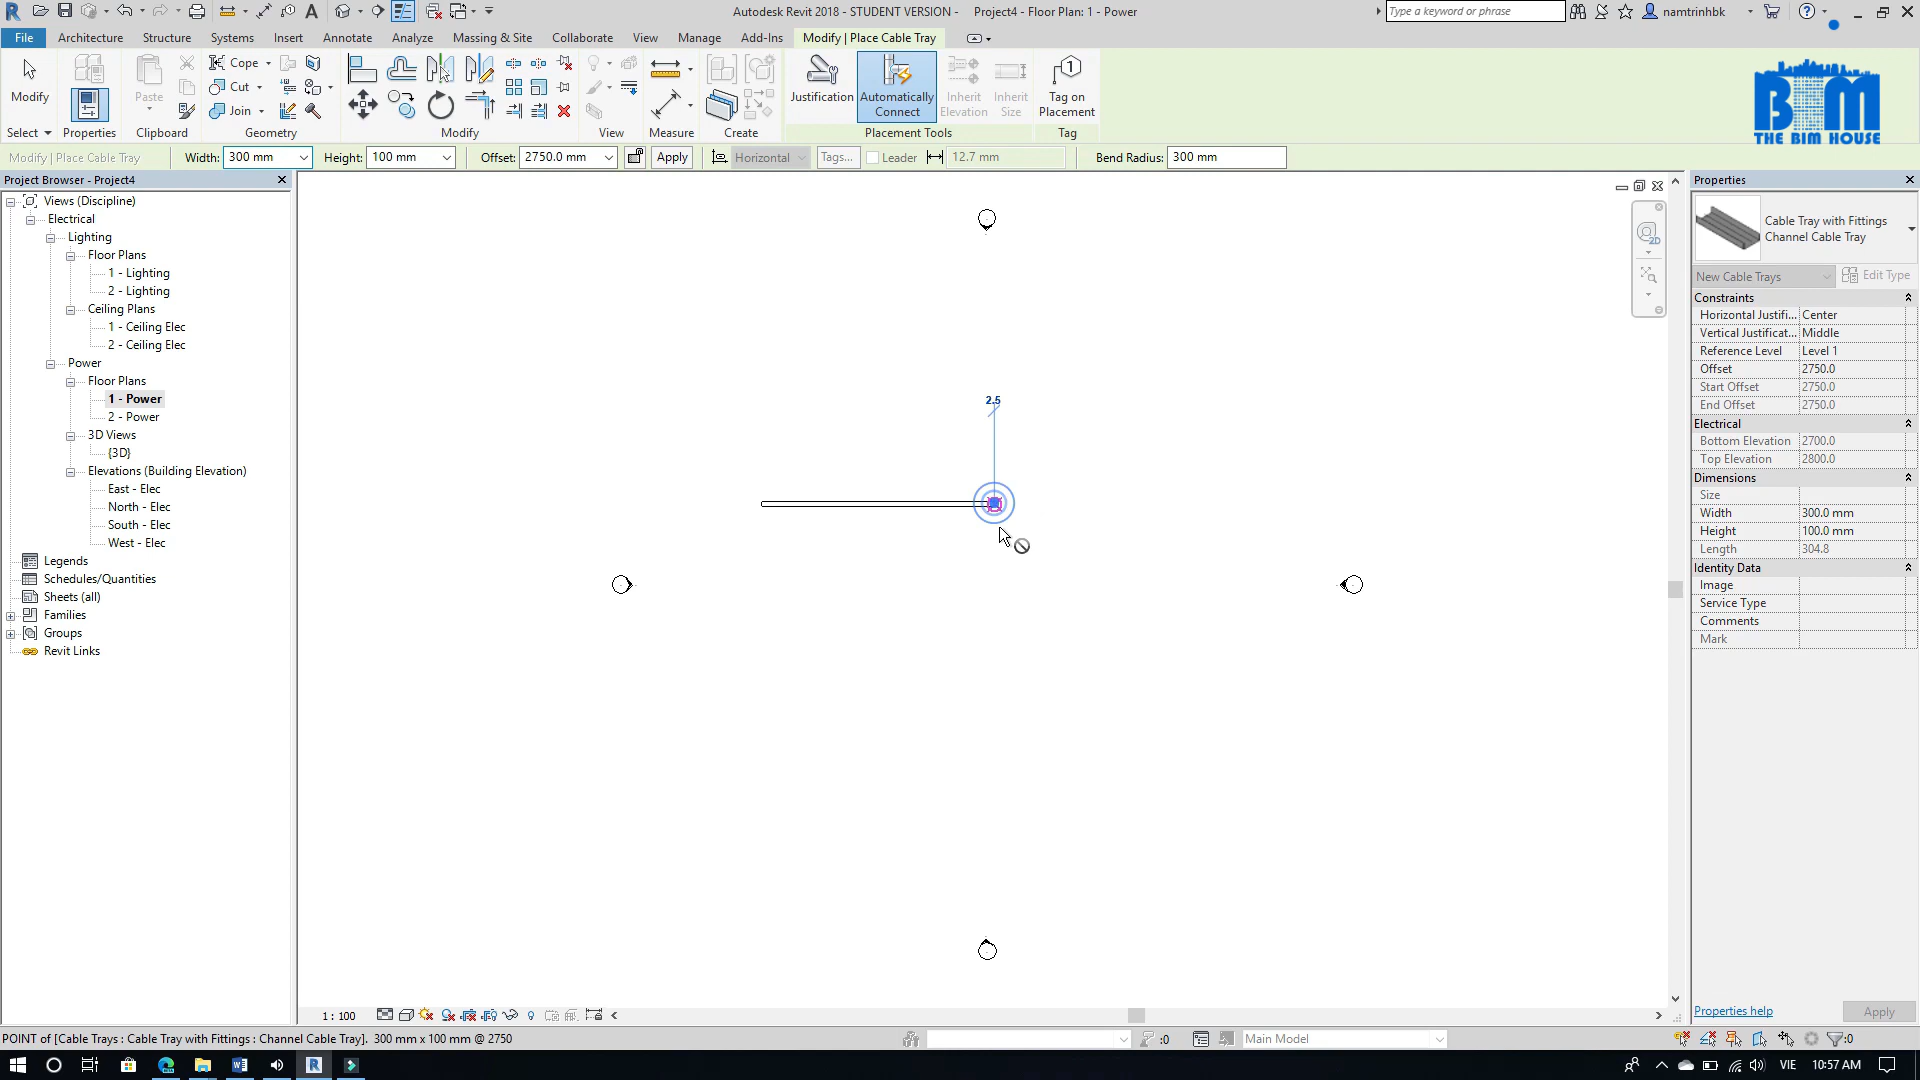 Autodesk Revit 2018 - STUDENT VERSION - Project4 - Floor Plan: 1 - Power
Type a keyword or phrase
namtrinhbk
File Architecture Structure Systems Insert Annotate Analyze Massing & Site Collaborate View Manage Add-Ins Modify | Place Cable Tray
Modify
Paste
Cope
Cut
Join
Justification
Automatically Connect
Inherit Elevation
Inherit Size
Tag on Placement
Select Properties Clipboard Geometry Modify View Measure Create Placement Tools Tag
BIM
THE BIM HOUSE
Modify | Place Cable Tray Width: 300 mm Height: 100 mm Offset: 2750.0 mm Apply Horizontal Tags... Leader 12.7 mm Bend Radius: 300 mm
Project Browser - Project4
Views (Discipline)
Electrical
Lighting
Floor Plans
1 - Lighting
2 - Lighting
Ceiling Plans
1 - Ceiling Elec
2 - Ceiling Elec
Power
Floor Plans
1 - Power
2 - Power
3D Views
{3D}
Elevations (Building Elevation)
East - Elec
North - Elec
South - Elec
West - Elec
Legends
Schedules/Quantities
Sheets (all)
Families
Groups
Revit Links
2.5
2D
Properties
Cable Tray with Fittings
Channel Cable Tray
New Cable Trays Edit Type
Constraints
Horizontal Justifi... Center
Vertical Justificat... Middle
Reference Level Level 1
Offset 2750.0
Start Offset 2750.0
End Offset 2750.0
Electrical
Bottom Elevation 2700.0
Top Elevation 2800.0
Dimensions
Size
Width 300.0 mm
Height 100.0 mm
Length 304.8
Identity Data
Image
Service Type
Comments
Mark
Properties help Apply
1 : 100
POINT of [Cable Trays : Cable Tray with Fittings : Channel Cable Tray]. 300 mm x 100 mm @ 2750
:0 Main Model :0
VIE 10:57 AM